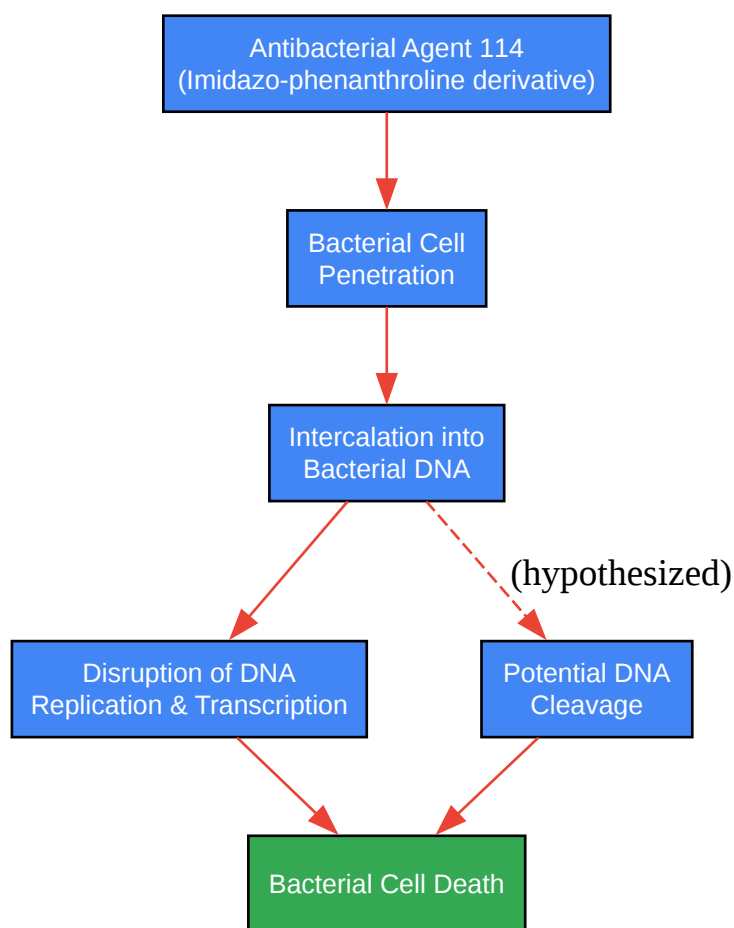 Antibacterial Agent 114
(Imidazo-phenanthroline derivative)
Bacterial Cell
Penetration
Intercalation into
Bacterial DNA
(hypothesized)
Disruption of DNA
Replication & Transcription
Potential DNA
Cleavage
Bacterial Cell Death